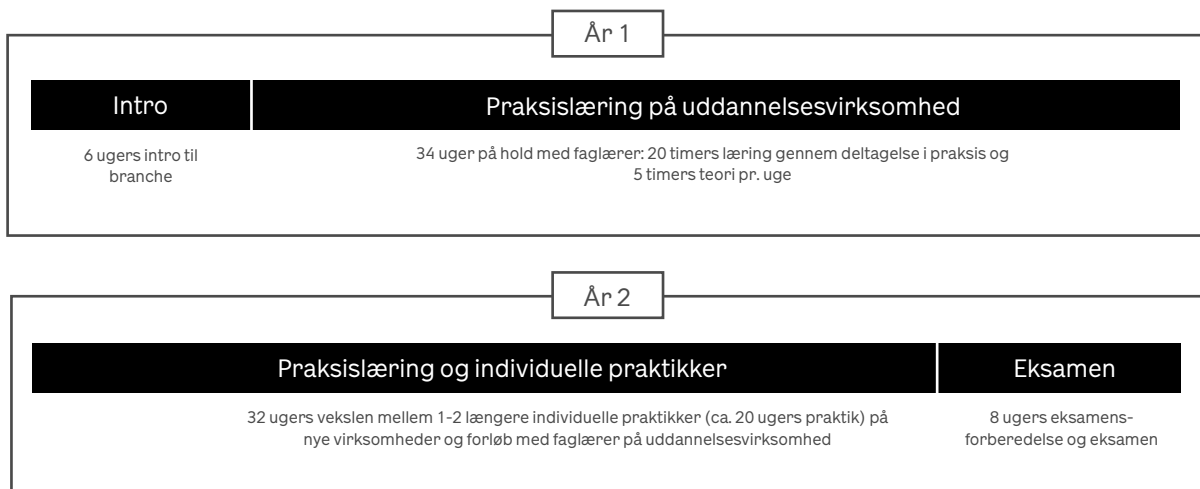 År 1
Intro
Praksislæring på uddannelsesvirksomhed
6 ugers intro til
branche
34 uger på hold med faglærer: 20 timers læring gennem deltagelse i praksis og
5 timers teori pr. uge
År 2
Praksislæring og individuelle praktikker
Eksamen
32 ugers vekslen mellem 1-2 længere individuelle praktikker (ca. 20 ugers praktik) på
nye virksomheder og forløb med faglærer på uddannelsesvirksomhed
8 ugers eksamens-
forberedelse og eksamen